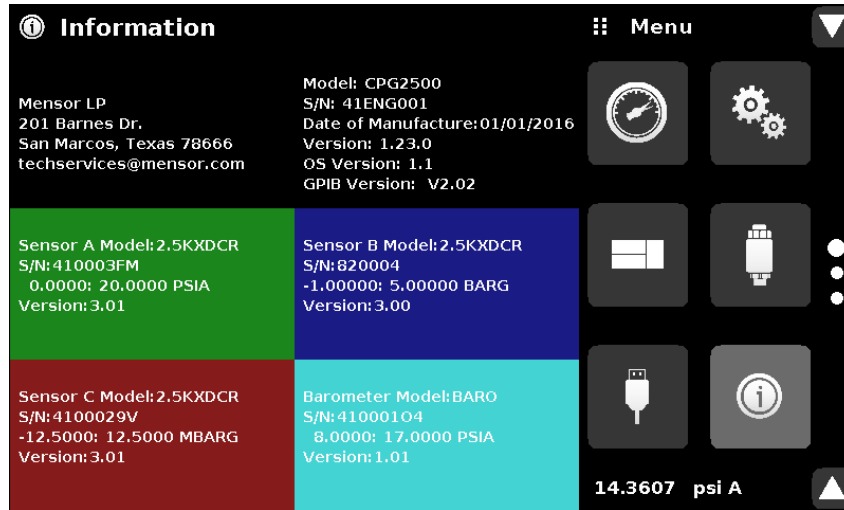 Information
Menu
Mensor LP
201 Barnes Dr.
San Marcos, Texas 78666
techservices@mensor.com
Model: CPG2500
S/N: 41ENG001
Date of Manufacture:01/01/2016
Version: 1.23.0
OS Version: 1.1
GPIB Version: V2.02
Sensor A Model:2.5KXDCR
S/N:410003FM
0.0000: 20.0000 PSIA
Version:3.01
Sensor B Model:2.5KXDCR
S/N:820004
-1.00000: 5.00000 BARG
Version:3.00
Sensor C Model:2.5KXDCR
S/N:4100029V
-12.5000: 12.5000 MBARG
Version:3.01
Barometer Model:BARO
S/N:410001O4
8.0000: 17.0000 PSIA
Version:1.01
14.3607 psi A